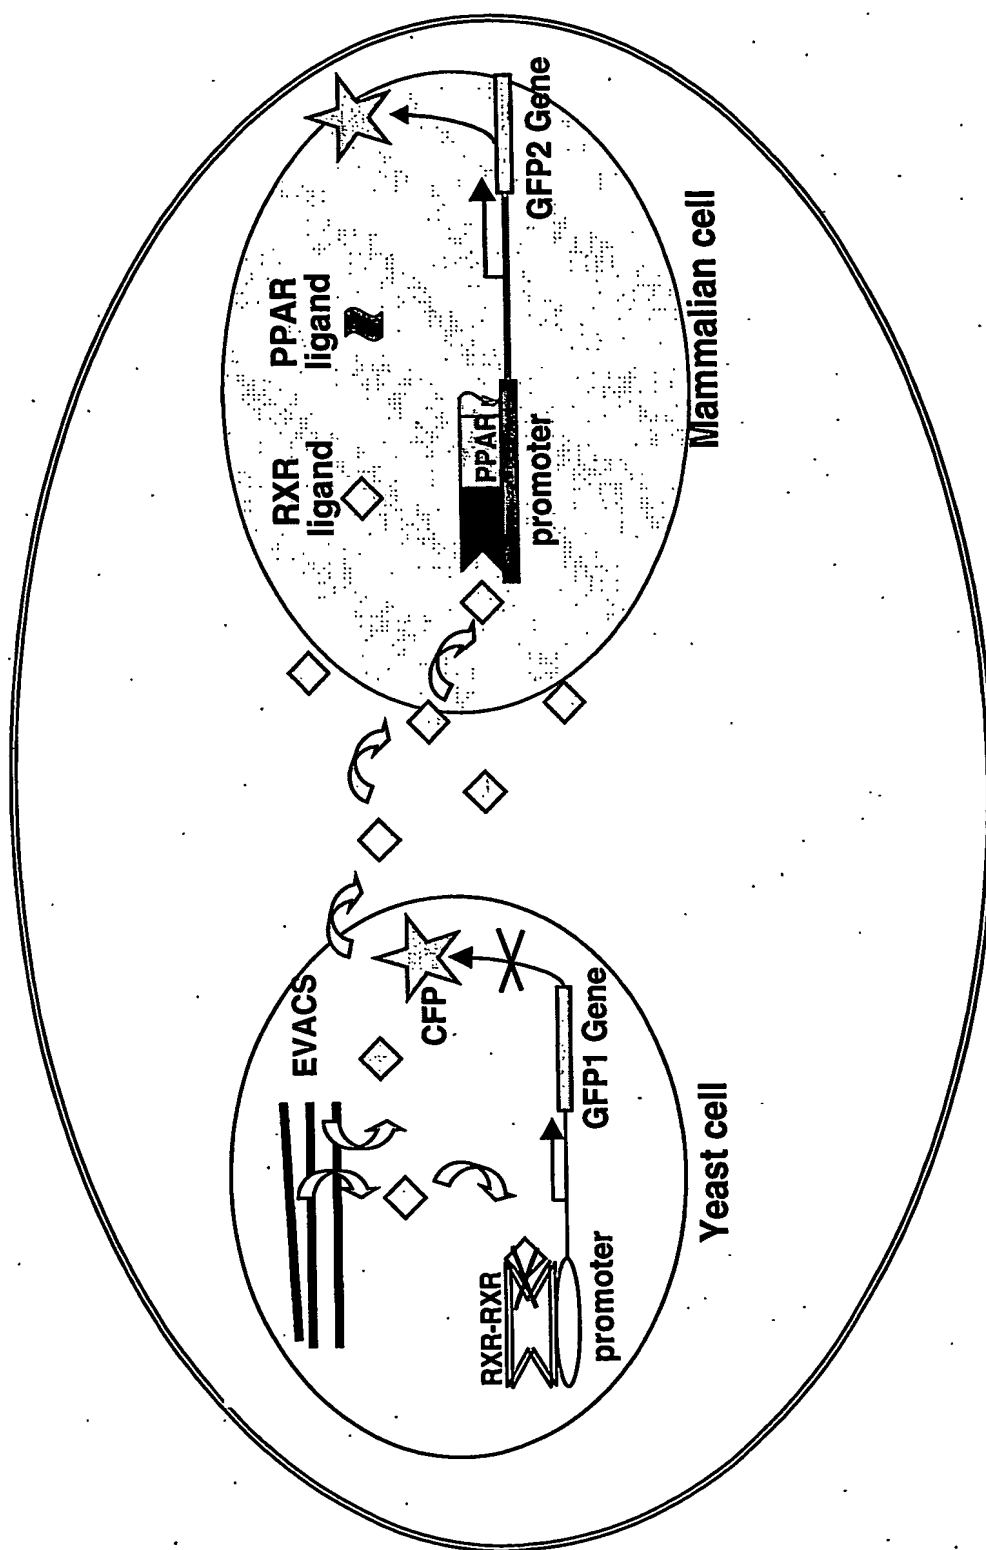 EVACS
CFP
RXR-RXR
promoter
GFP1 Gene
Yeast cell
RXR
ligand
PPAR
ligand
PPAR
promoter
GFP2 Gene
Mammalian cell